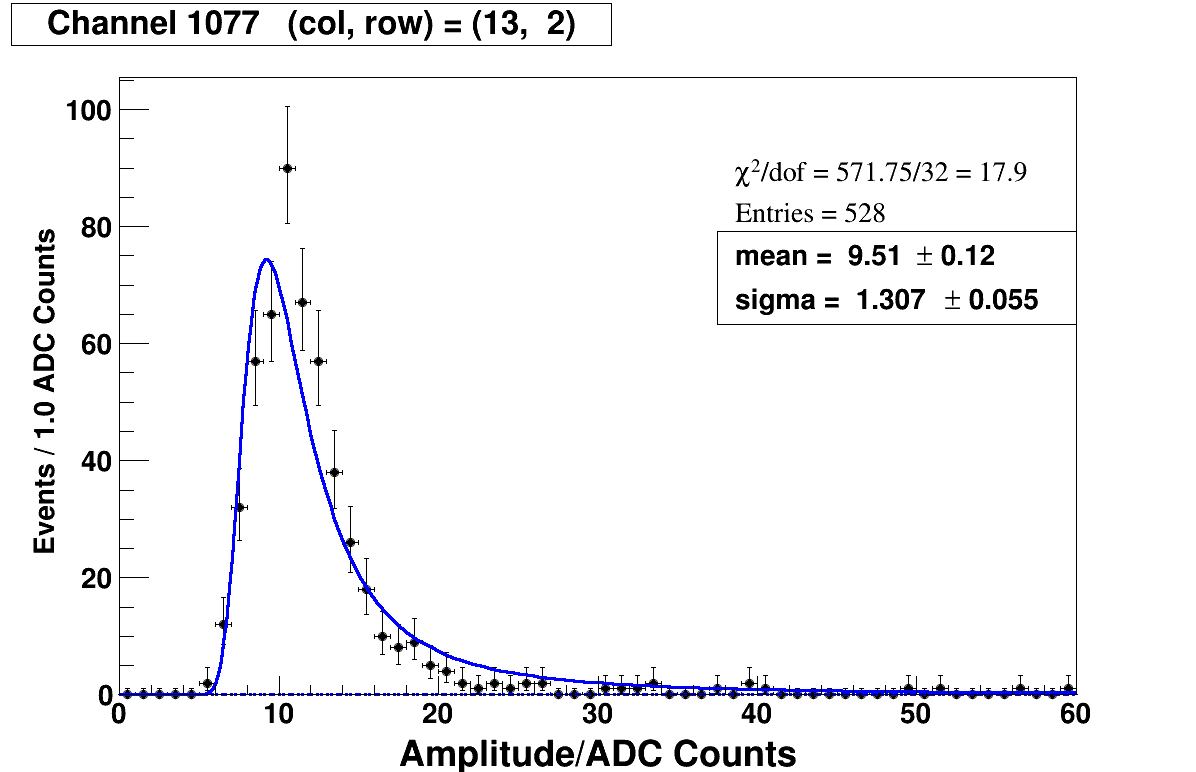 Channel 1077 (col, row) = (13, 2)
χ²/dof = 571.75/32 = 17.9
Entries = 528
mean = 9.51 ± 0.12
sigma = 1.307 ± 0.055
Events / 1.0 ADC Counts
100
80
60
40
20
0
0 10 20 30 40 50 60
Amplitude/ADC Counts